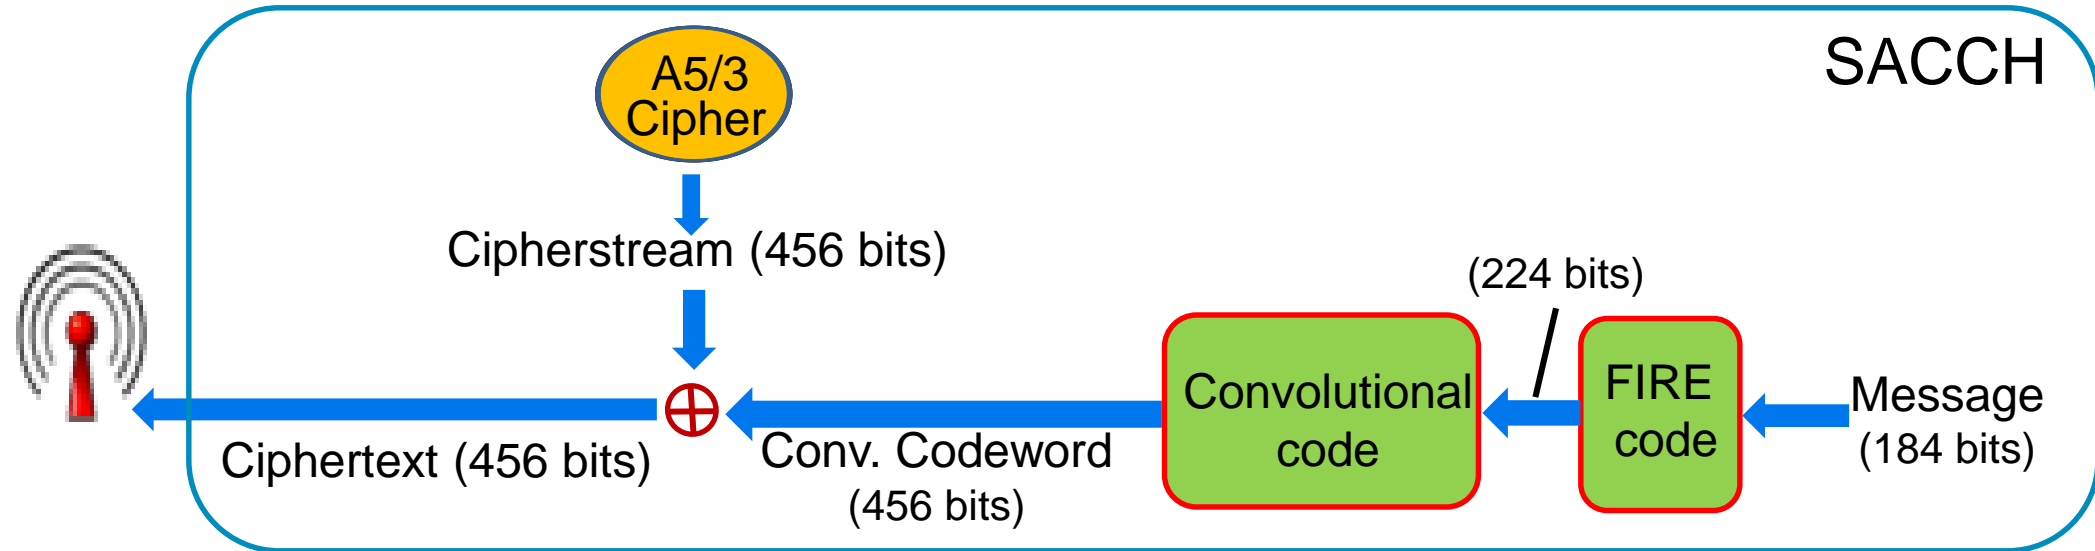 SACCH
A5/3
Cipher
Cipherstream (456 bits)
(224 bits)
Convolutional
code
FIRE
code
Message
(184 bits)
Conv. Codeword
(456 bits)
Ciphertext (456 bits)